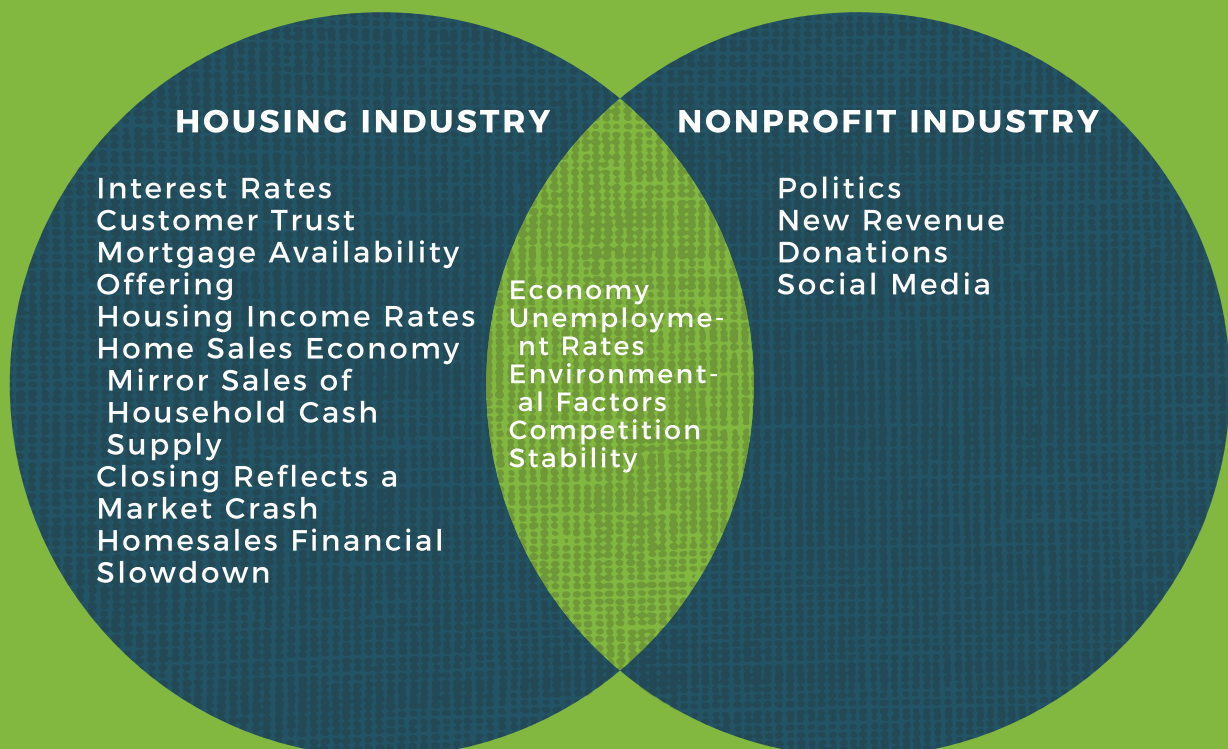 HOUSING INDUSTRY
Interest Rates
Customer Trust
Mortgage Availability
Offering
Housing Income Rates
Home Sales Economy
Mirror Sales of
Household Cash
Supply
Closing Reflects a
Market Crash
Homesales Financial
Slowdown
Economy
Unemployme-
nt Rates
Environment-
al Factors
Competition
Stability
NONPROFIT INDUSTRY
Politics
New Revenue
Donations
Social Media